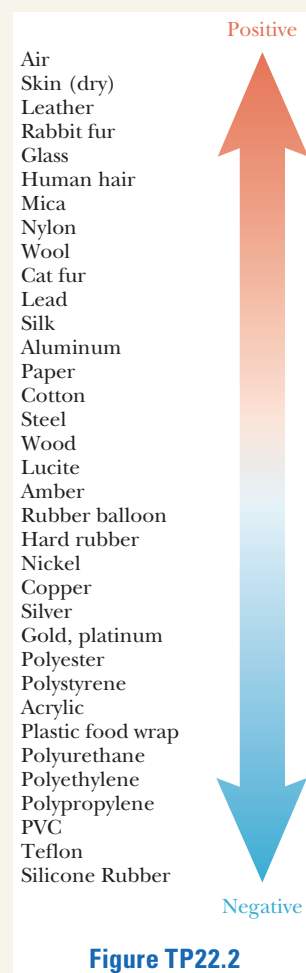 Positive
Air
Skin (dry)
Leather
Rabbit fur
Glass
Human hair
Mica
Nylon
Wool
Cat fur
Lead
Silk
Aluminum
Paper
Cotton
Steel
Wood
Lucite
Amber
Rubber balloon
Hard rubber
Nickel
Copper
Silver
Gold, platinum
Polyester
Polystyrene
Acrylic
Plastic food wrap
Polyurethane
Polyethylene
Polypropylene
PVC
Teflon
Silicone Rubber
Negative
Figure TP22.2